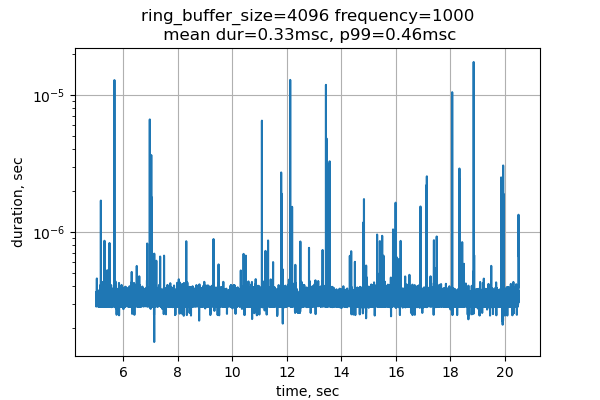 ring_buffer_size=4096 frequency=1000
mean dur=0.33msc, p99=0.46msc
10⁻⁵
10⁻⁶
duration, sec
6 8 10 12 14 16 18 20
time, sec